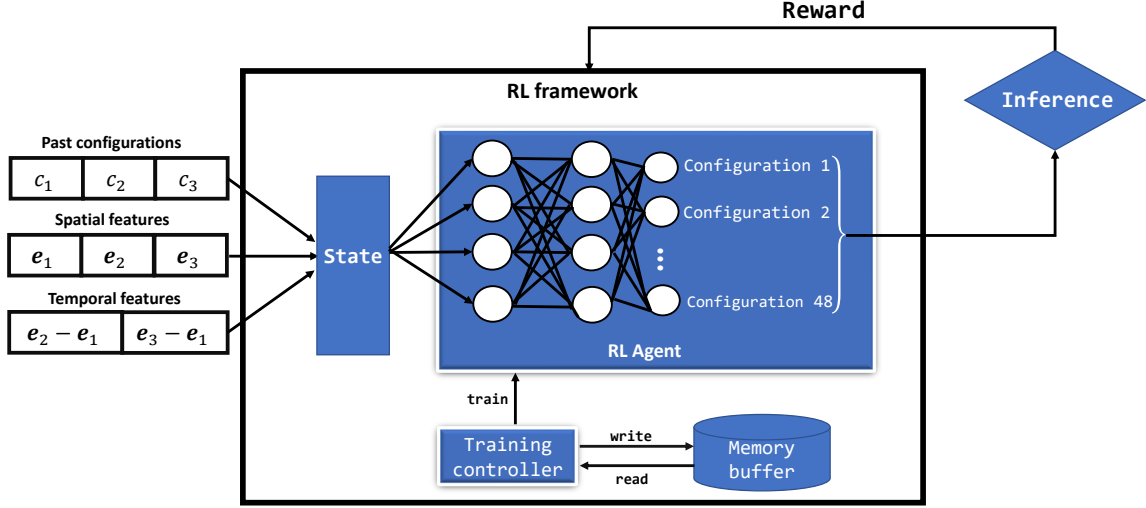 Reward
RL framework
Inference
Past configurations
c₁ c₂ c₃
Spatial features
e₁ e₂ e₃
Temporal features
e₂ − e₁ e₃ − e₁
State
Configuration 1
Configuration 2
...
Configuration 48
RL Agent
train
Training
controller
write
read
Memory
buffer